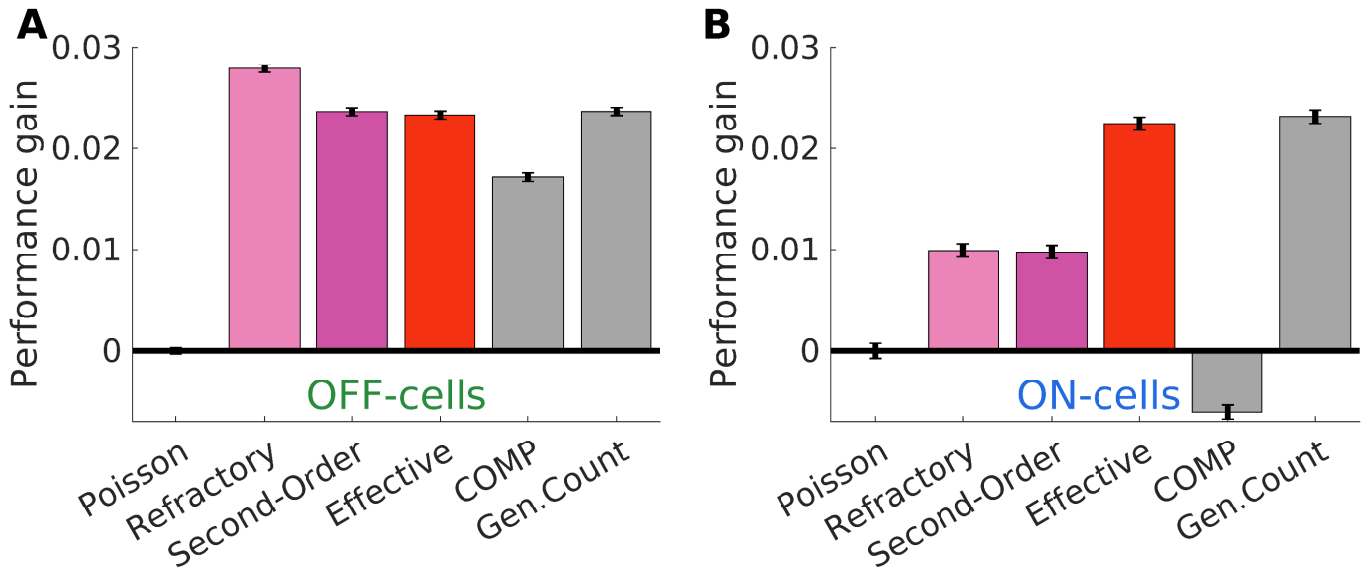 A
Performance gain
0.03
0.02
0.01
0
OFF-cells
Poisson
Refractory
Second-Order
Effective
COMP
Gen.Count
B
Performance gain
0.03
0.02
0.01
0
ON-cells
Poisson
Refractory
Second-Order
Effective
COMP
Gen.Count